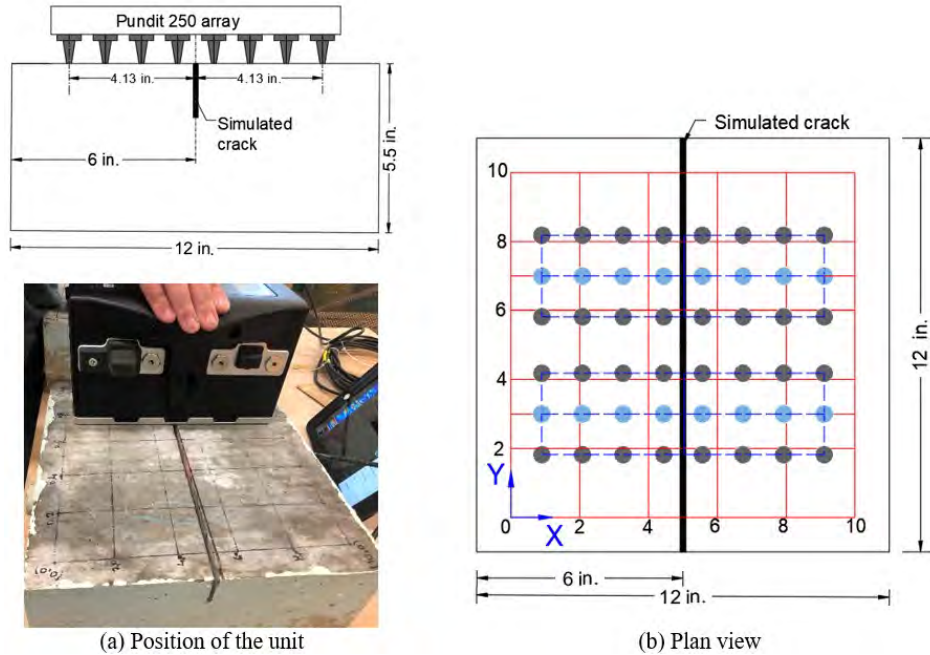 Pundit 250 array
4.13 in.
4.13 in.
Simulated
crack
6 in.
5.5 in.
12 in.
(a) Position of the unit
Simulated crack
10
8
6
4
2
Y
X
0
2
4
6
8
10
12 in.
6 in.
12 in.
(b) Plan view